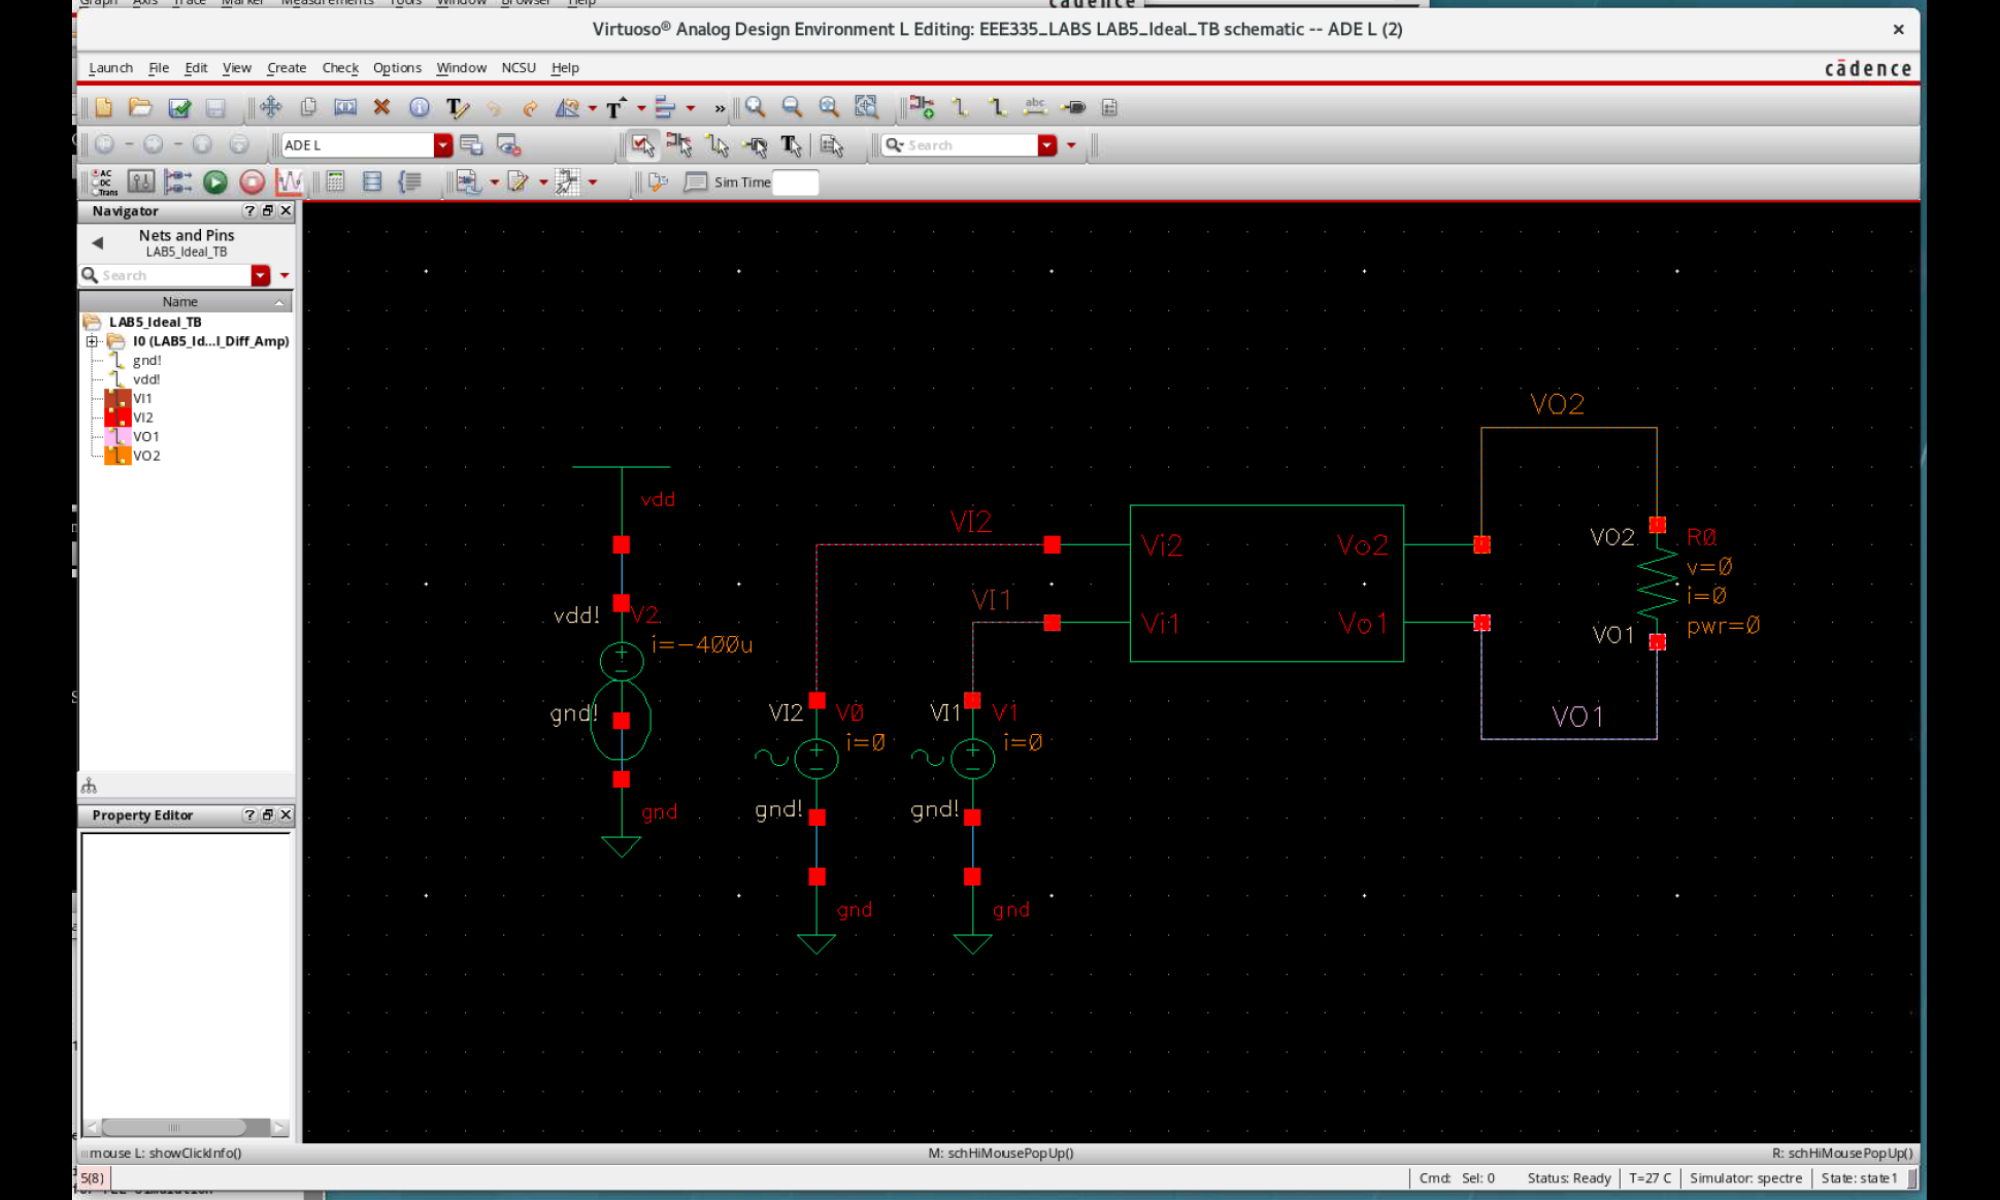 Graph Axis Trace Marker Measurements Tools Window Browser Help
cādence
Virtuoso® Analog Design Environment L Editing: EEE335_LABS LAB5_Ideal_TB schematic -- ADE L (2)
Launch File Edit View Create Check Options Window NCSU Help
cādence
abc
ADE L
Search
AC
DC
Trans
Sim Time
Navigator
Nets and Pins
LAB5_Ideal_TB
Search
Name
LAB5_Ideal_TB
I0 (LAB5_Id...l_Diff_Amp)
gnd!
vdd!
VI1
VI2
VO1
VO2
Property Editor
VO2
vdd
VI2
Vi2
Vo2
VO2
R0
v=0
i=0
pwr=0
VI1
Vi1
Vo1
VO1
vdd!
V2
i=-400u
gnd!
VI2
V0
i=0
VI1
V1
i=0
VO1
gnd
gnd!
gnd!
gnd
gnd
mouse L: showClickInfo()
M: schHiMousePopUp()
R: schHiMousePopUp()
5(8)
Cmd: Sel: 0
Status: Ready
T=27 C
Simulator: spectre
State: state1